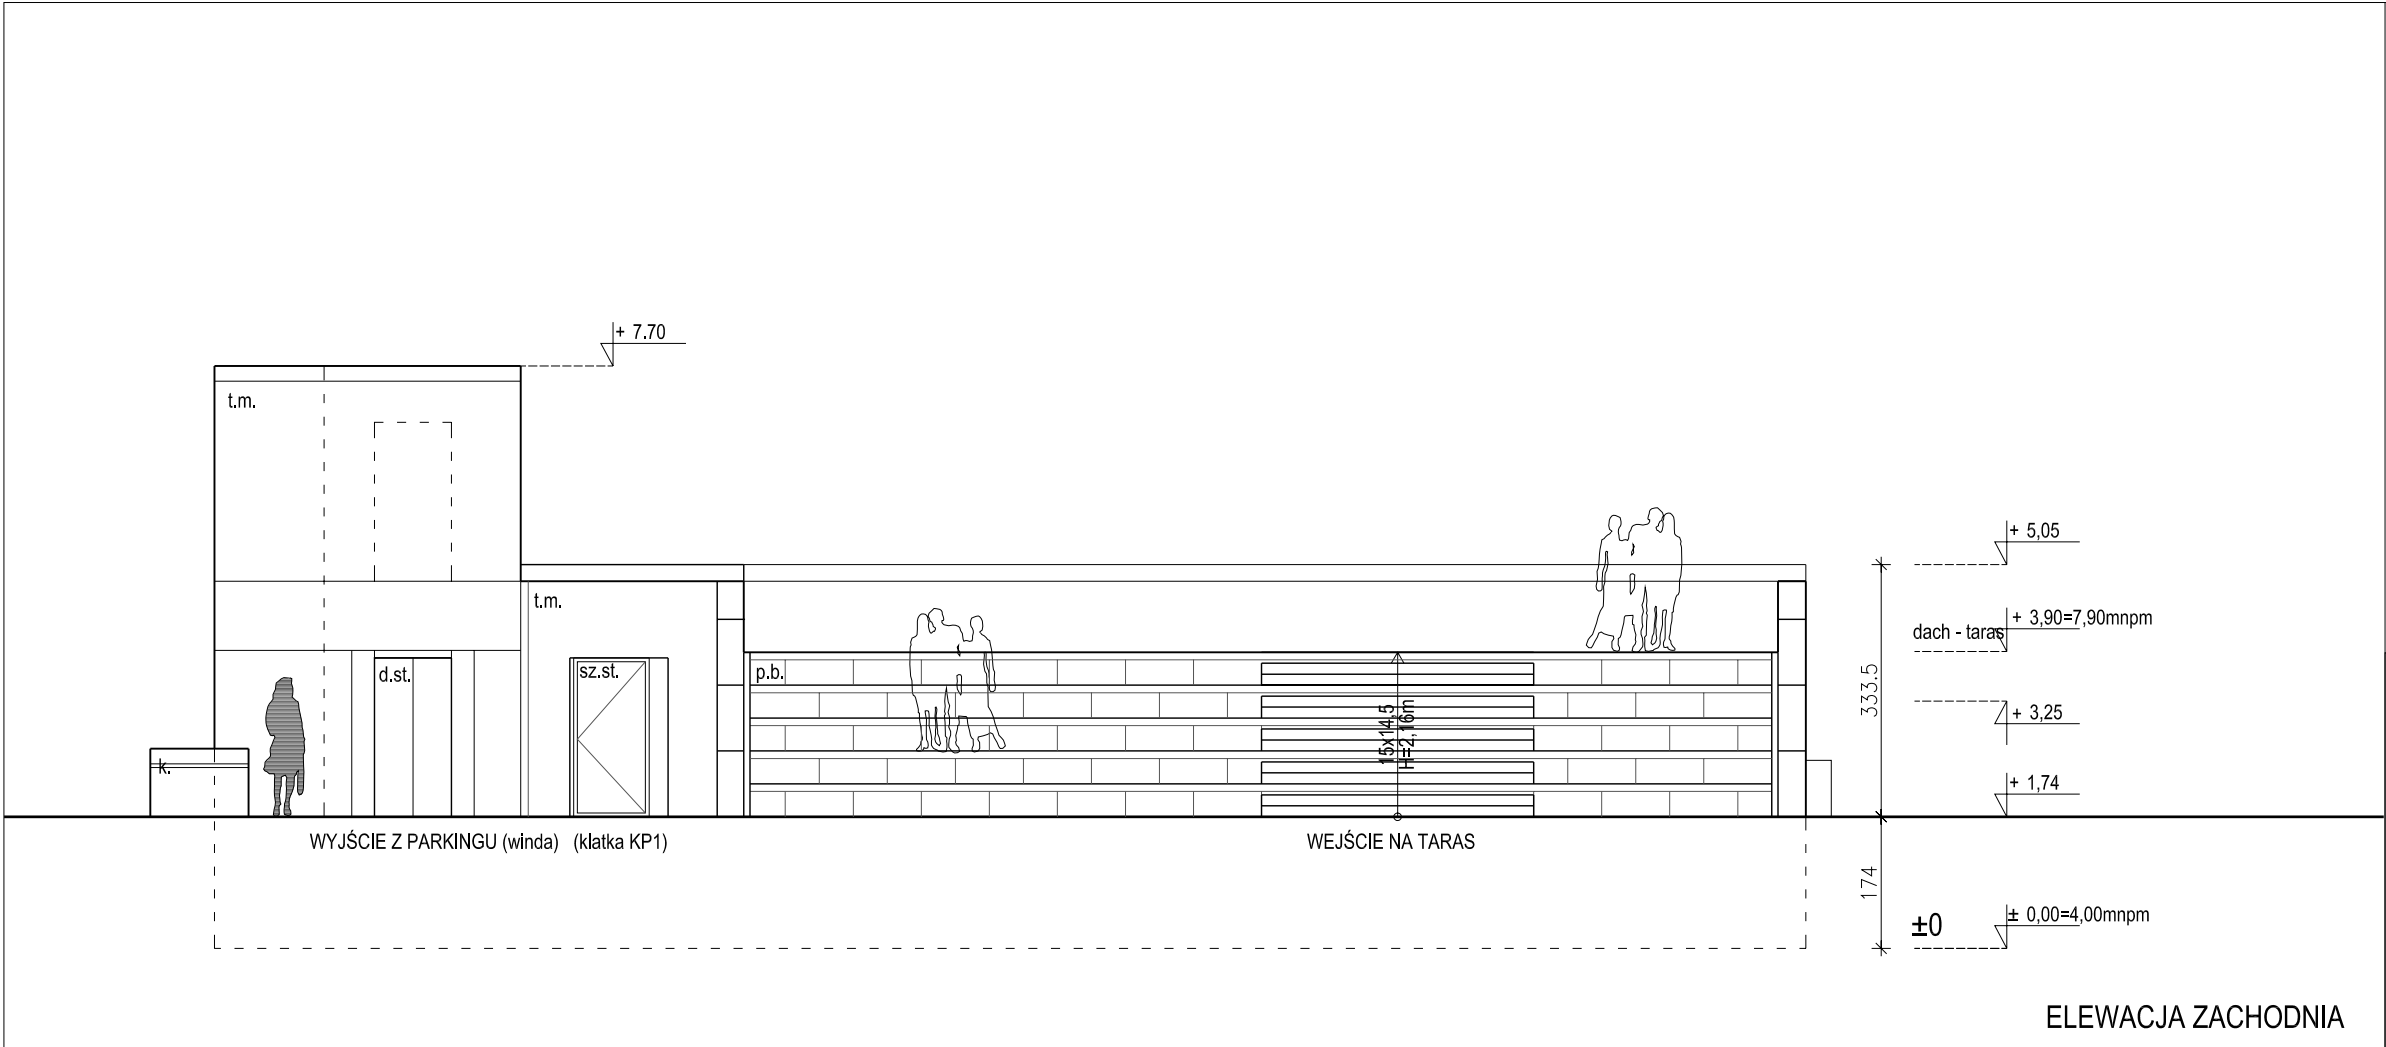 + 7.70
t.m.
+ 5,05
t.m.
+ 3,90=7,90mnpm
dach - taras
d.st.
sz.st.
p.b.
333.5
15x14,5
H=2,16m
+ 3,25
k.
+ 1,74
WYJŚCIE Z PARKINGU (winda) (klatka KP1)
WEJŚCIE NA TARAS
174
±0
± 0,00=4,00mnpm
ELEWACJA ZACHODNIA